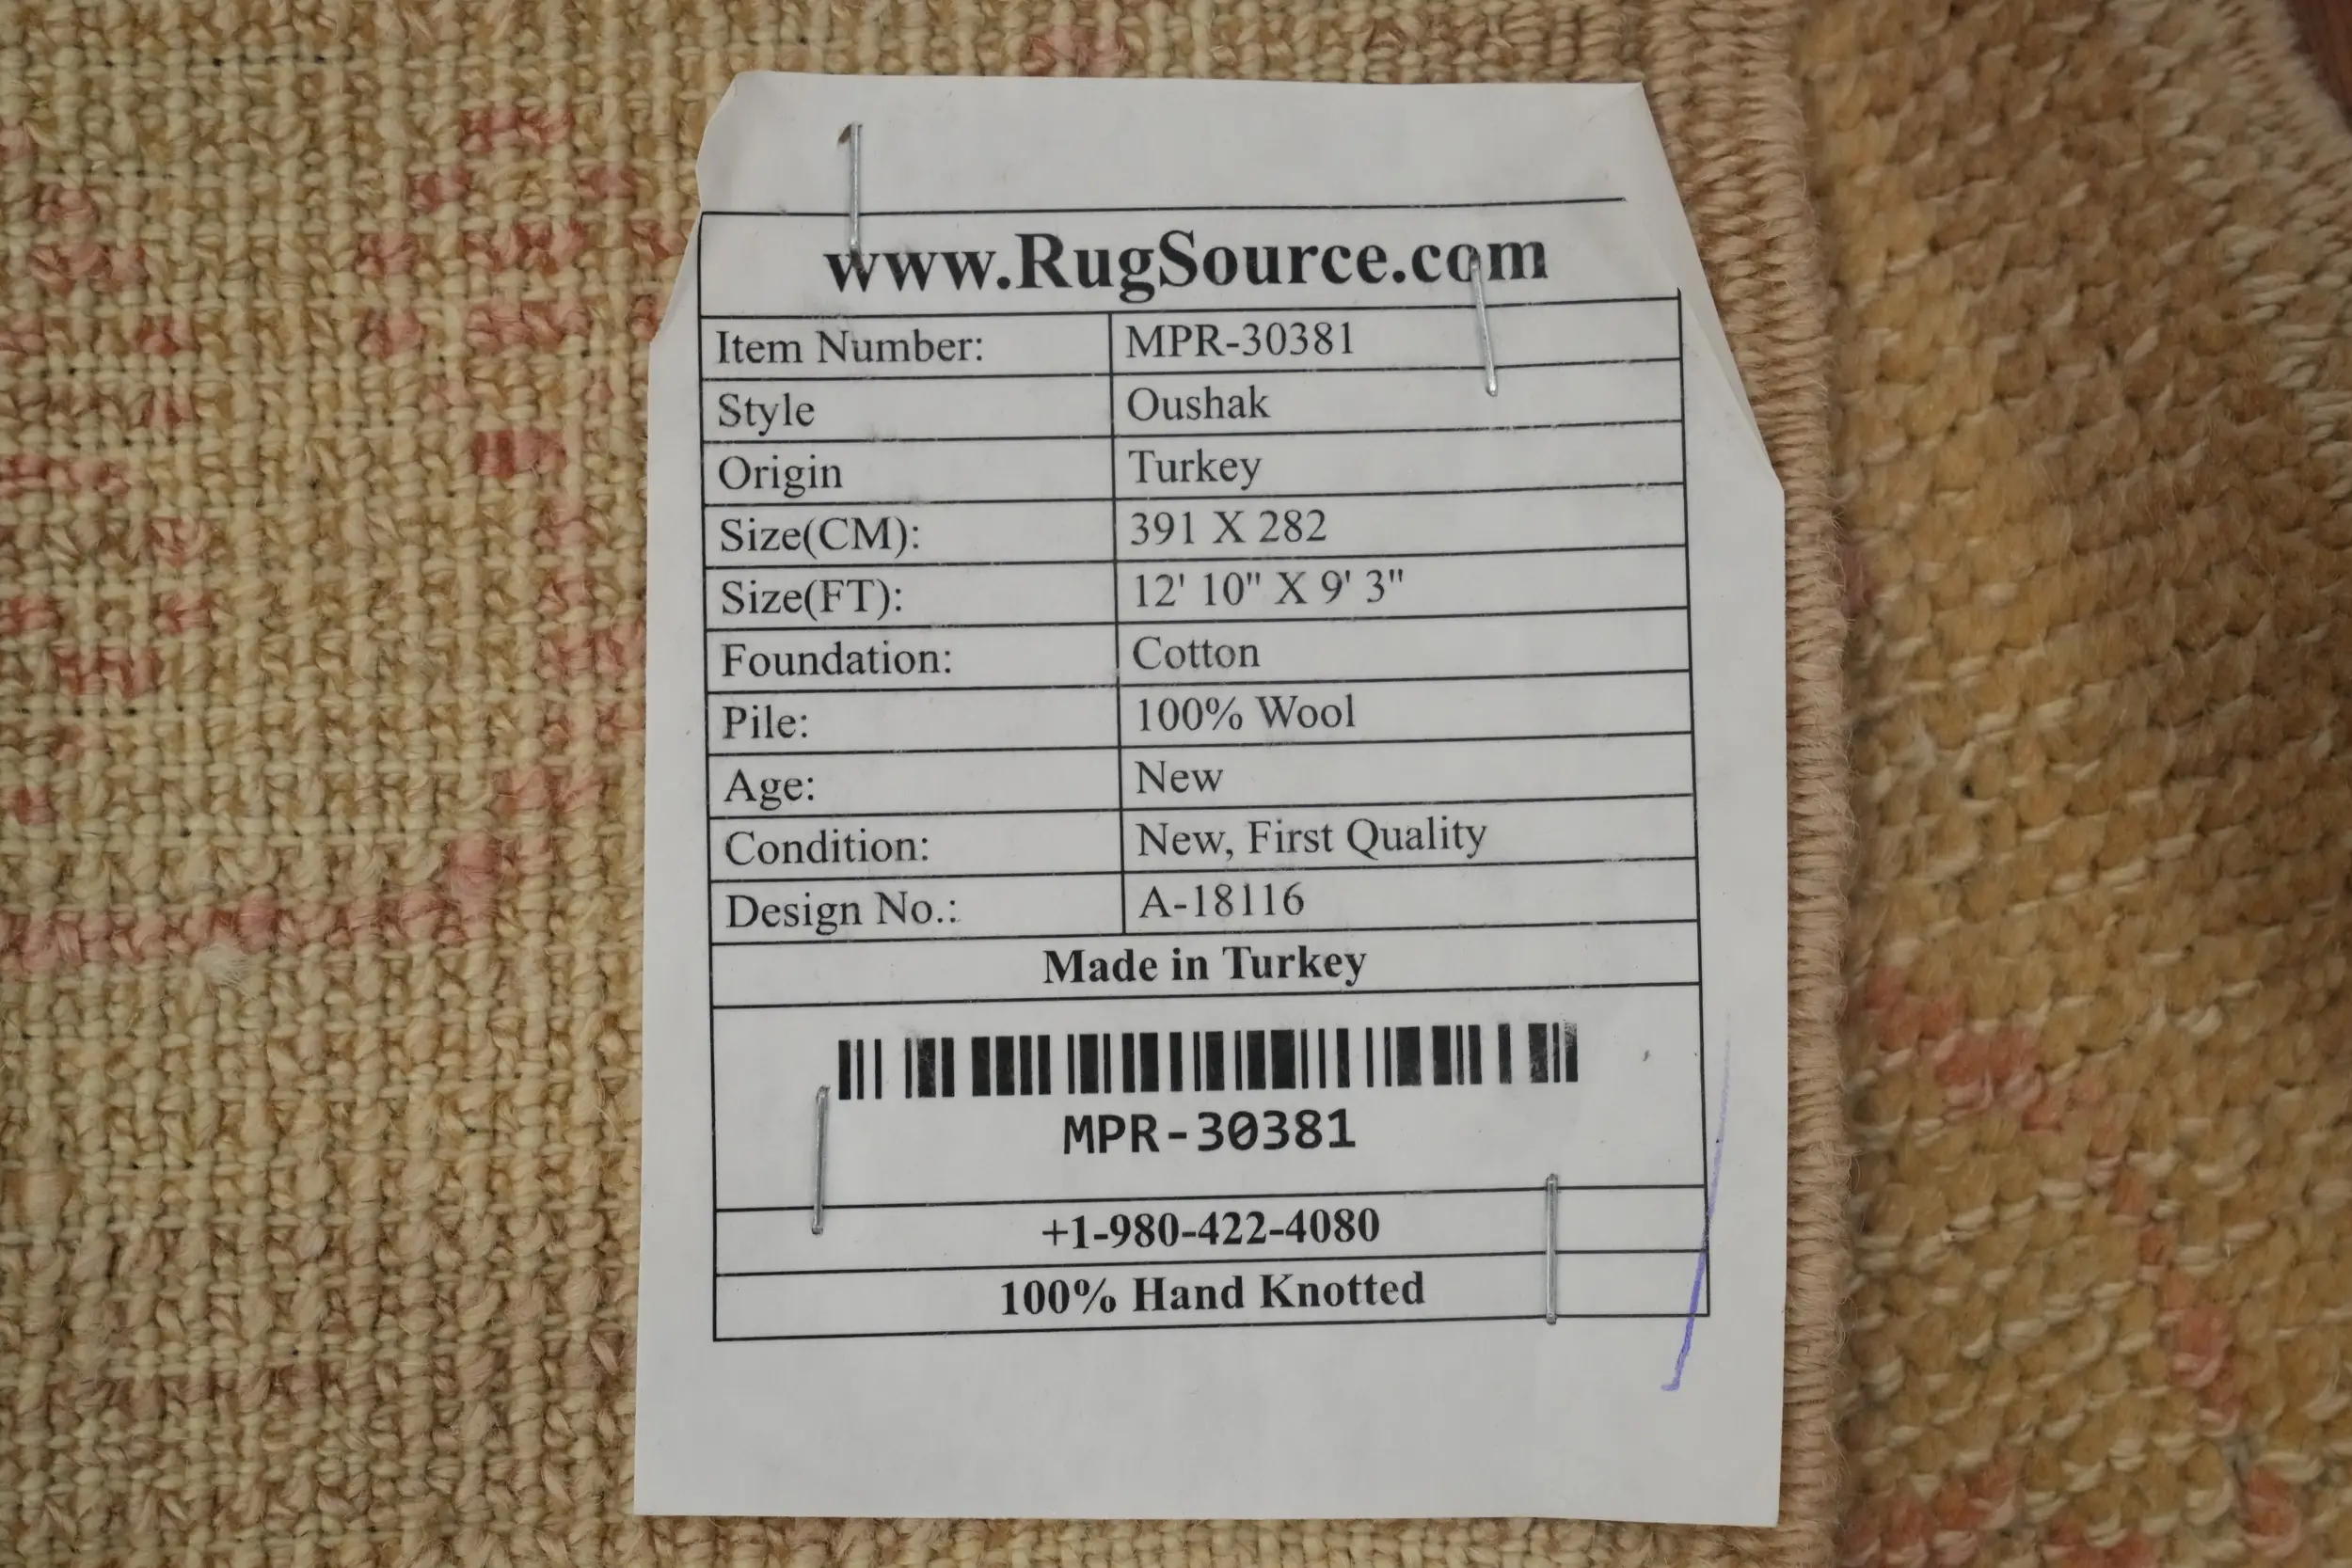 www.RugSource.com
Item Number: MPR-30381
Style Oushak
Origin Turkey
Size(CM): 391 X 282
Size(FT): 12' 10" X 9' 3"
Foundation: Cotton
Pile: 100% Wool
Age: New
Condition: New, First Quality
Design No.: A-18116
Made in Turkey
MPR-30381
+1-980-422-4080
100% Hand Knotted